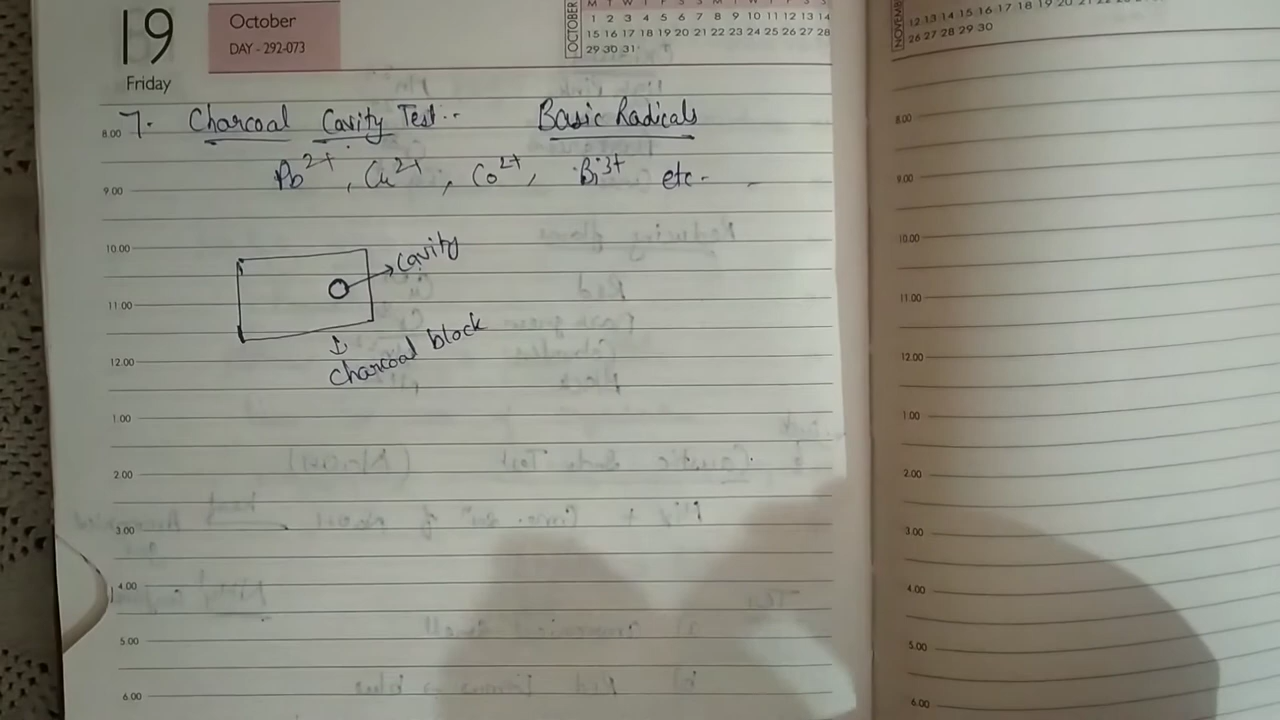 19
Friday
October
DAY - 292-073
OCTOBER
1 2 3 4 5 6 7 8 9 10 11 12 13 14
15 16 17 18 19 20 21 22 23 24 25 26 27 28
29 30 31
7. Charcoal Cavity Test.. Basic Radicals
Pb2+, Cu2+, Co2+, Bi3+ etc.
cavity
charcoal block
8.00
9.00
10.00
11.00
12.00
1.00
2.00
3.00
4.00
5.00
6.00
12 13 14 15 16 17 18 19 20
26 27 28 29 30
8.00
9.00
10.00
11.00
12.00
1.00
2.00
3.00
4.00
5.00
6.00